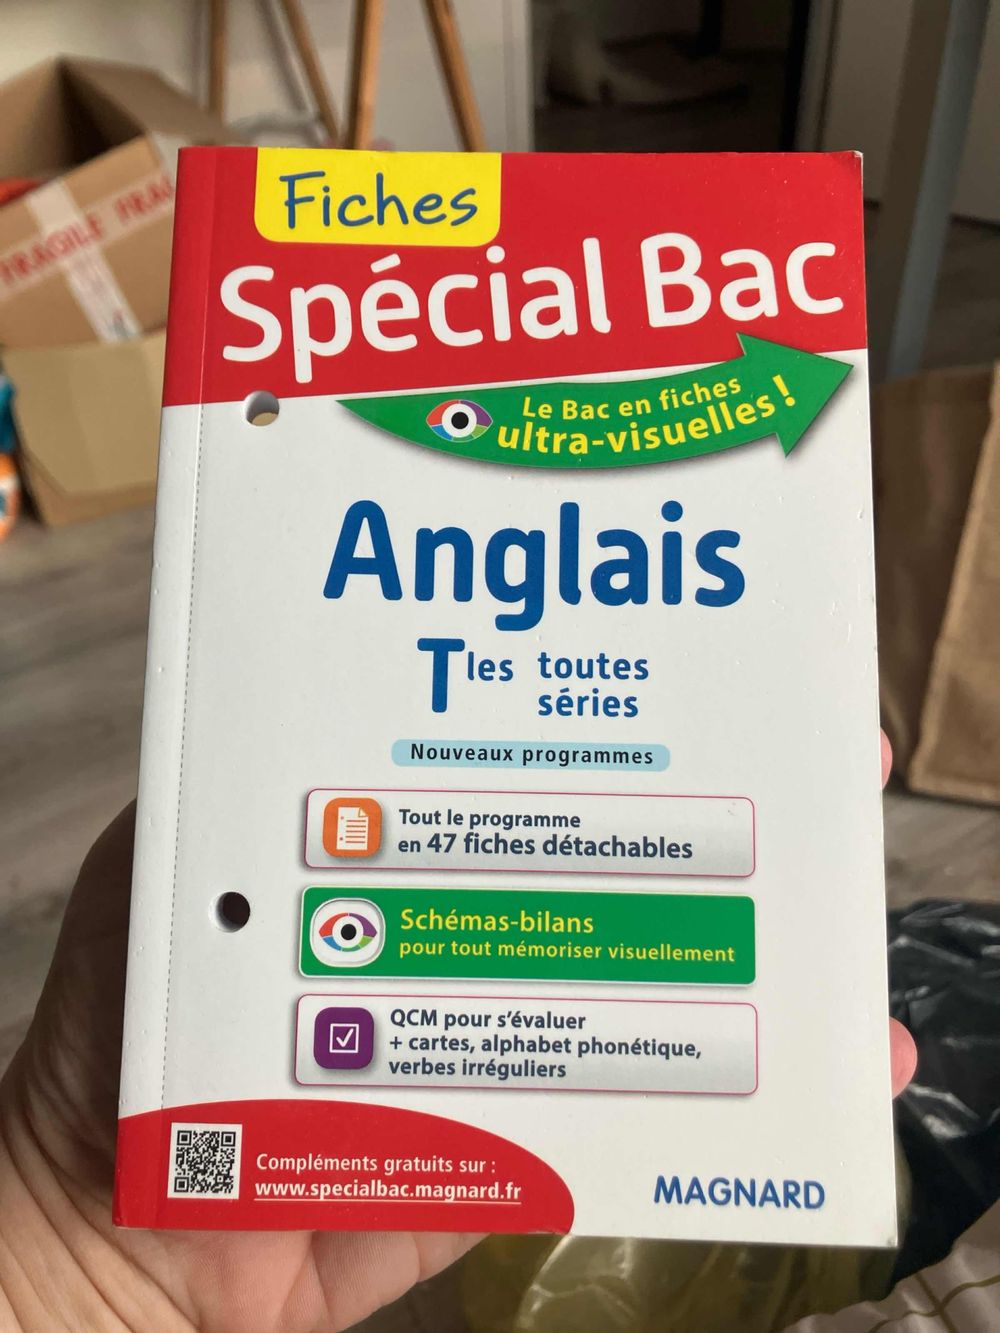 Fiches
Spécial Bac
Le Bac en fiches
ultra-visuelles !
Anglais
Tles toutes
séries
Nouveaux programmes
Tout le programme
en 47 fiches détachables
Schémas-bilans
pour tout mémoriser visuellement
QCM pour s'évaluer
+ cartes, alphabet phonétique,
verbes irréguliers
Compléments gratuits sur :
www.specialbac.magnard.fr
MAGNARD
FRAGILE FRAG